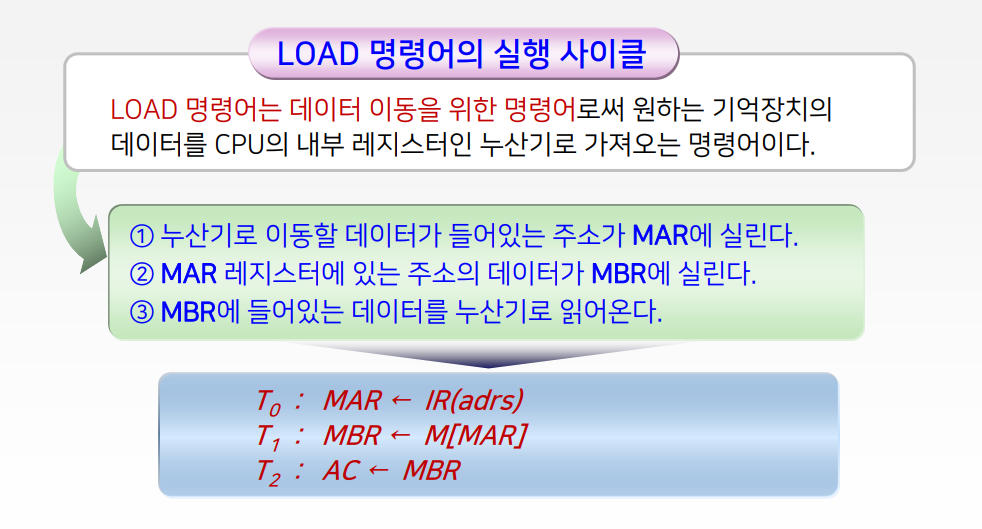 LOAD 명령어의 실행 사이클
LOAD 명령어는 데이터 이동을 위한 명령어로써 원하는 기억장치의
데이터를 CPU의 내부 레지스터인 누산기로 가져오는 명령어이다.
① 누산기로 이동할 데이터가 들어있는 주소가 MAR에 실린다.
② MAR 레지스터에 있는 주소의 데이터가 MBR에 실린다.
③ MBR에 들어있는 데이터를 누산기로 읽어온다.
T0 : MAR ← IR(adrs)
T1 : MBR ← M[MAR]
T2 : AC ← MBR